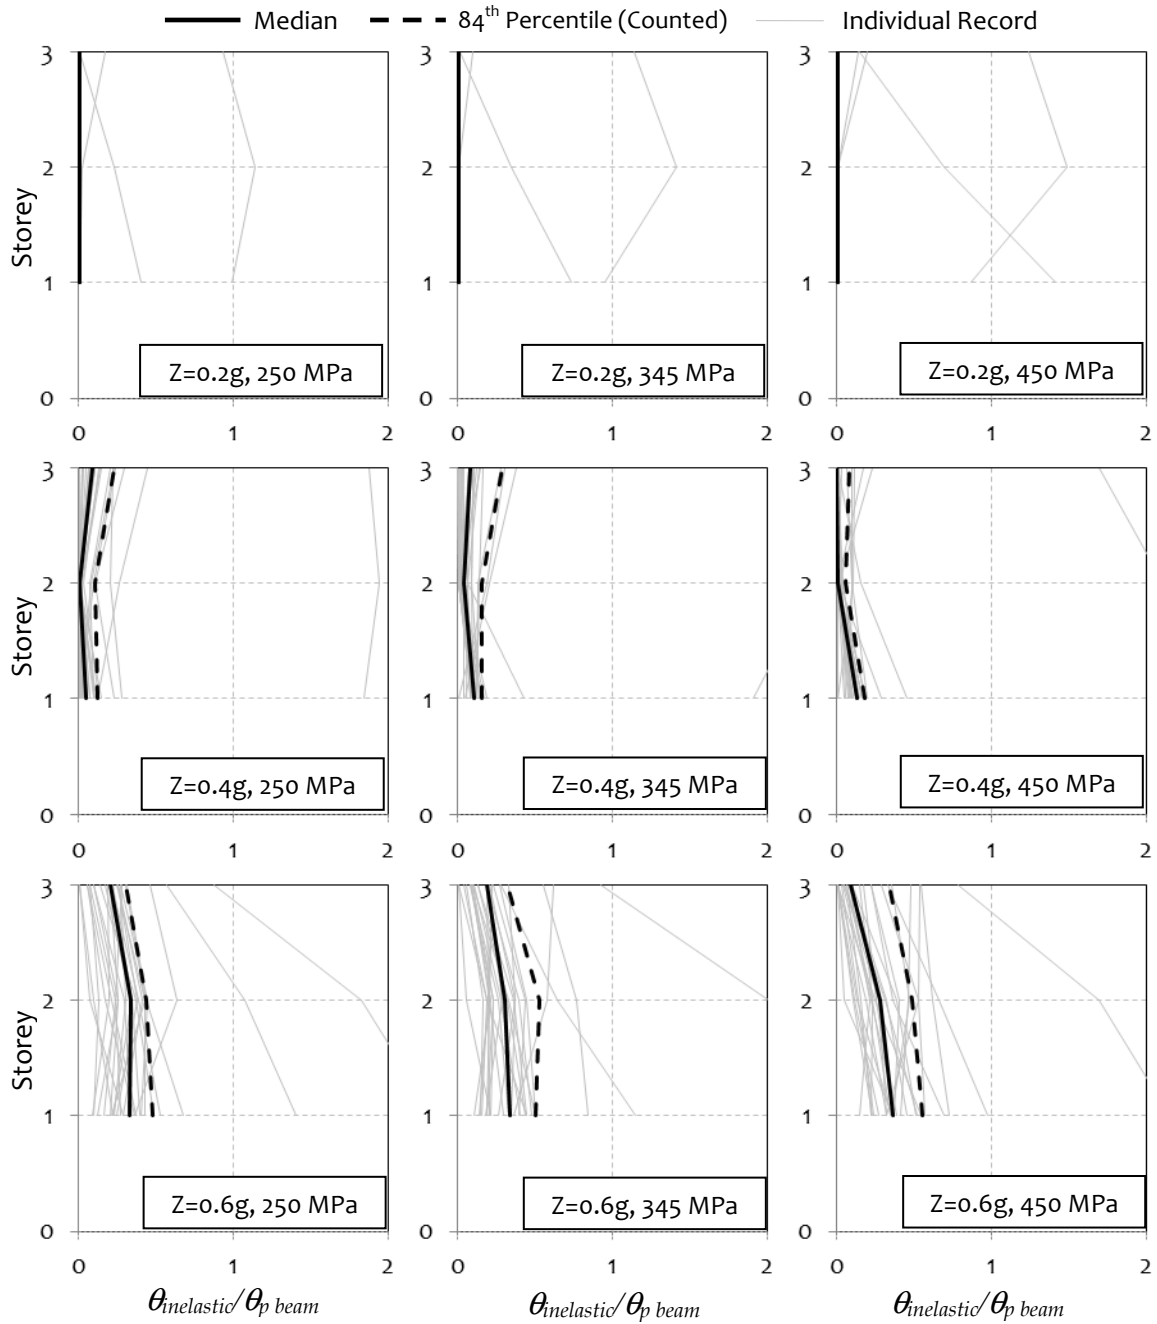 Median 84th Percentile (Counted) Individual Record
3 3 3
2 2 2
Storey
1 1 1
Z=0.2g, 250 MPa Z=0.2g, 345 MPa Z=0.2g, 450 MPa
0 0 0
0 1 2 0 1 2 0 1 2
3 3 3
2 2 2
Storey
1 1 1
Z=0.4g, 250 MPa Z=0.4g, 345 MPa Z=0.4g, 450 MPa
0 0 0
0 1 2 0 1 2 0 1 2
3 3 3
2 2 2
Storey
1 1 1
Z=0.6g, 250 MPa Z=0.6g, 345 MPa Z=0.6g, 450 MPa
0 0 0
0 1 2 0 1 2 0 1 2
θinelastic/θp beam θinelastic/θp beam θinelastic/θp beam